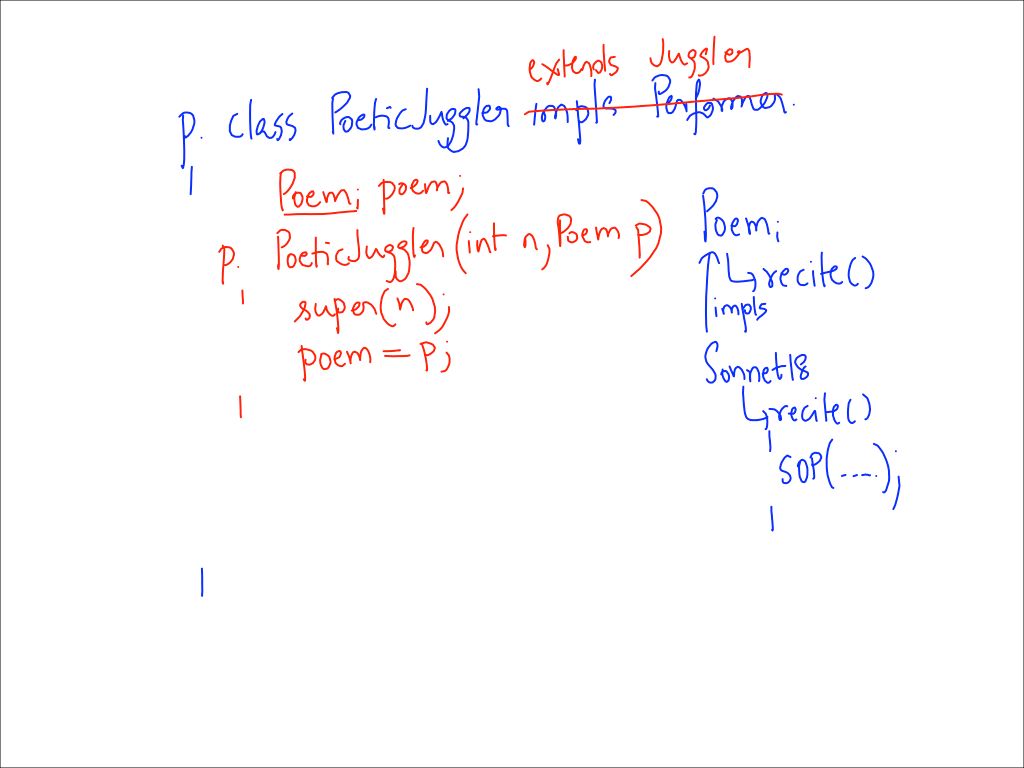 extends Juggler
p. class PoeticJuggler impls Performer.
Poem; poem;
p. PoeticJuggler(int n, Poem p)
super(n);
poem = p;
Poem;
↳recite()
impls
Sonnet18
↳recite()
SOP(.....);